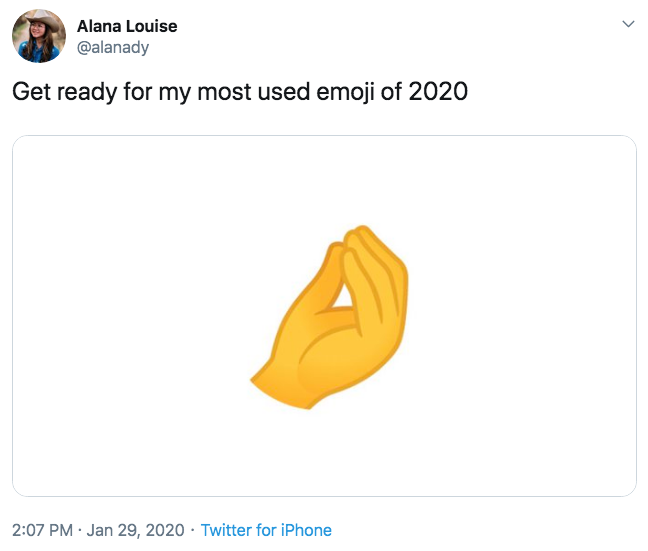 Alana Louise
@alanady
Get ready for my most used emoji of 2020
2:07 PM · Jan 29, 2020 · Twitter for iPhone